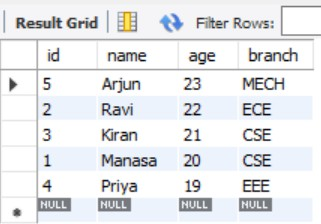 Result Grid Filter Rows:
id name age branch
5 Arjun 23 MECH
2 Ravi 22 ECE
3 Kiran 21 CSE
1 Manasa 20 CSE
4 Priya 19 EEE
NULL NULL NULL NULL